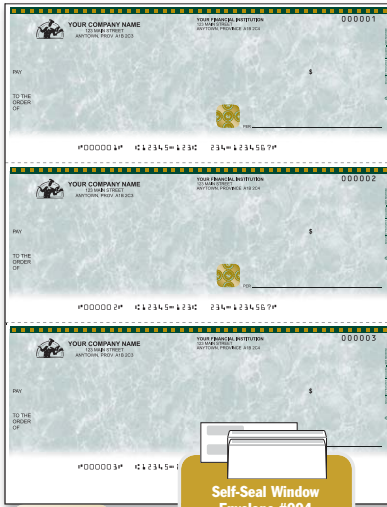 YOUR COMPANY NAME
123 MAIN STREET
ANYTOWN, PROV A1B 2C3
YOUR FINANCIAL INSTITUTION
123 MAIN STREET
ANYTOWN, PROVINCE A1B 2C4
000001
PAY
$
TO THE
ORDER
OF
PER
⑈000001⑈ ⑆12345⑉123⑆ 234⑉123456 7⑈
YOUR COMPANY NAME
123 MAIN STREET
ANYTOWN, PROV A1B 2C3
YOUR FINANCIAL INSTITUTION
123 MAIN STREET
ANYTOWN, PROVINCE A1B 2C4
000002
PAY
$
TO THE
ORDER
OF
PER
⑈000002⑈ ⑆12345⑉123⑆ 234⑉1234567⑈
YOUR COMPANY NAME
123 MAIN STREET
ANYTOWN, PROV A1B 2C3
YOUR FINANCIAL INSTITUTION
123 MAIN STREET
ANYTOWN, PROVINCE A1B 2C4
000003
PAY
$
TO THE
ORDER
OF
⑈000003⑈ ⑆12345⑉
Self-Seal Window